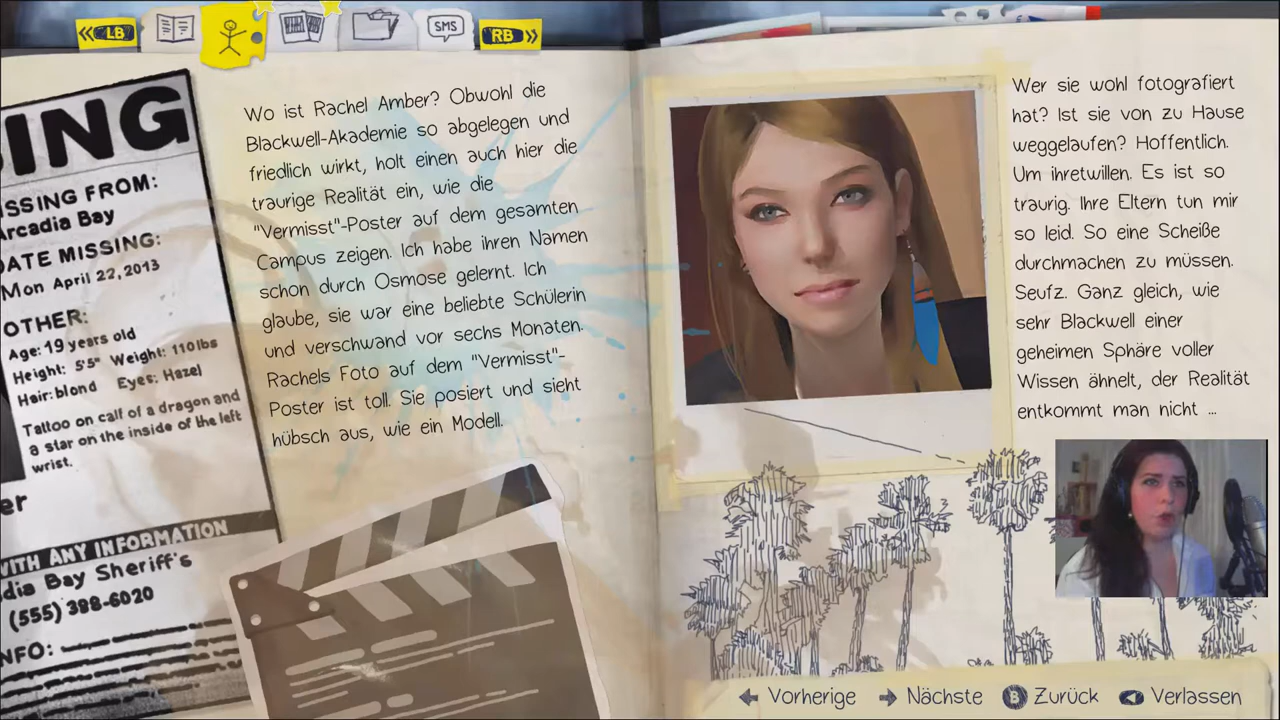 LB
SMS
RB
SING
SSING FROM:
Arcadia Bay
DATE MISSING:
Mon April 22, 2013
OTHER:
Age: 19 years old
Height: 5'5" Weight: 110 lbs
Hair: blond Eyes: Hazel
Tattoo on calf of a dragon and
a star on the inside of the left
wrist.
er
WITH ANY INFORMATION
dia Bay Sheriff's
(555) 388-6020
NFO:
Wo ist Rachel Amber? Obwohl die
Blackwell-Akademie so abgelegen und
friedlich wirkt, holt einen auch hier die
traurige Realität ein, wie die
"Vermisst"-Poster auf dem gesamten
Campus zeigen. Ich habe ihren Namen
schon durch Osmose gelernt. Ich
glaube, sie war eine beliebte Schülerin
und verschwand vor sechs Monaten.
Rachels Foto auf dem "Vermisst"-
Poster ist toll. Sie posiert und sieht
hübsch aus, wie ein Modell.
Wer sie wohl fotografiert
hat? Ist sie von zu Hause
weggelaufen? Hoffentlich.
Um ihretwillen. Es ist so
traurig. Ihre Eltern tun mir
so leid. So eine Scheiße
durchmachen zu müssen.
Seufz. Ganz gleich, wie
sehr Blackwell einer
geheimen Sphäre voller
Wissen ähnelt, der Realität
entkommt man nicht ...
Vorherige Nächste B Zurück Verlassen